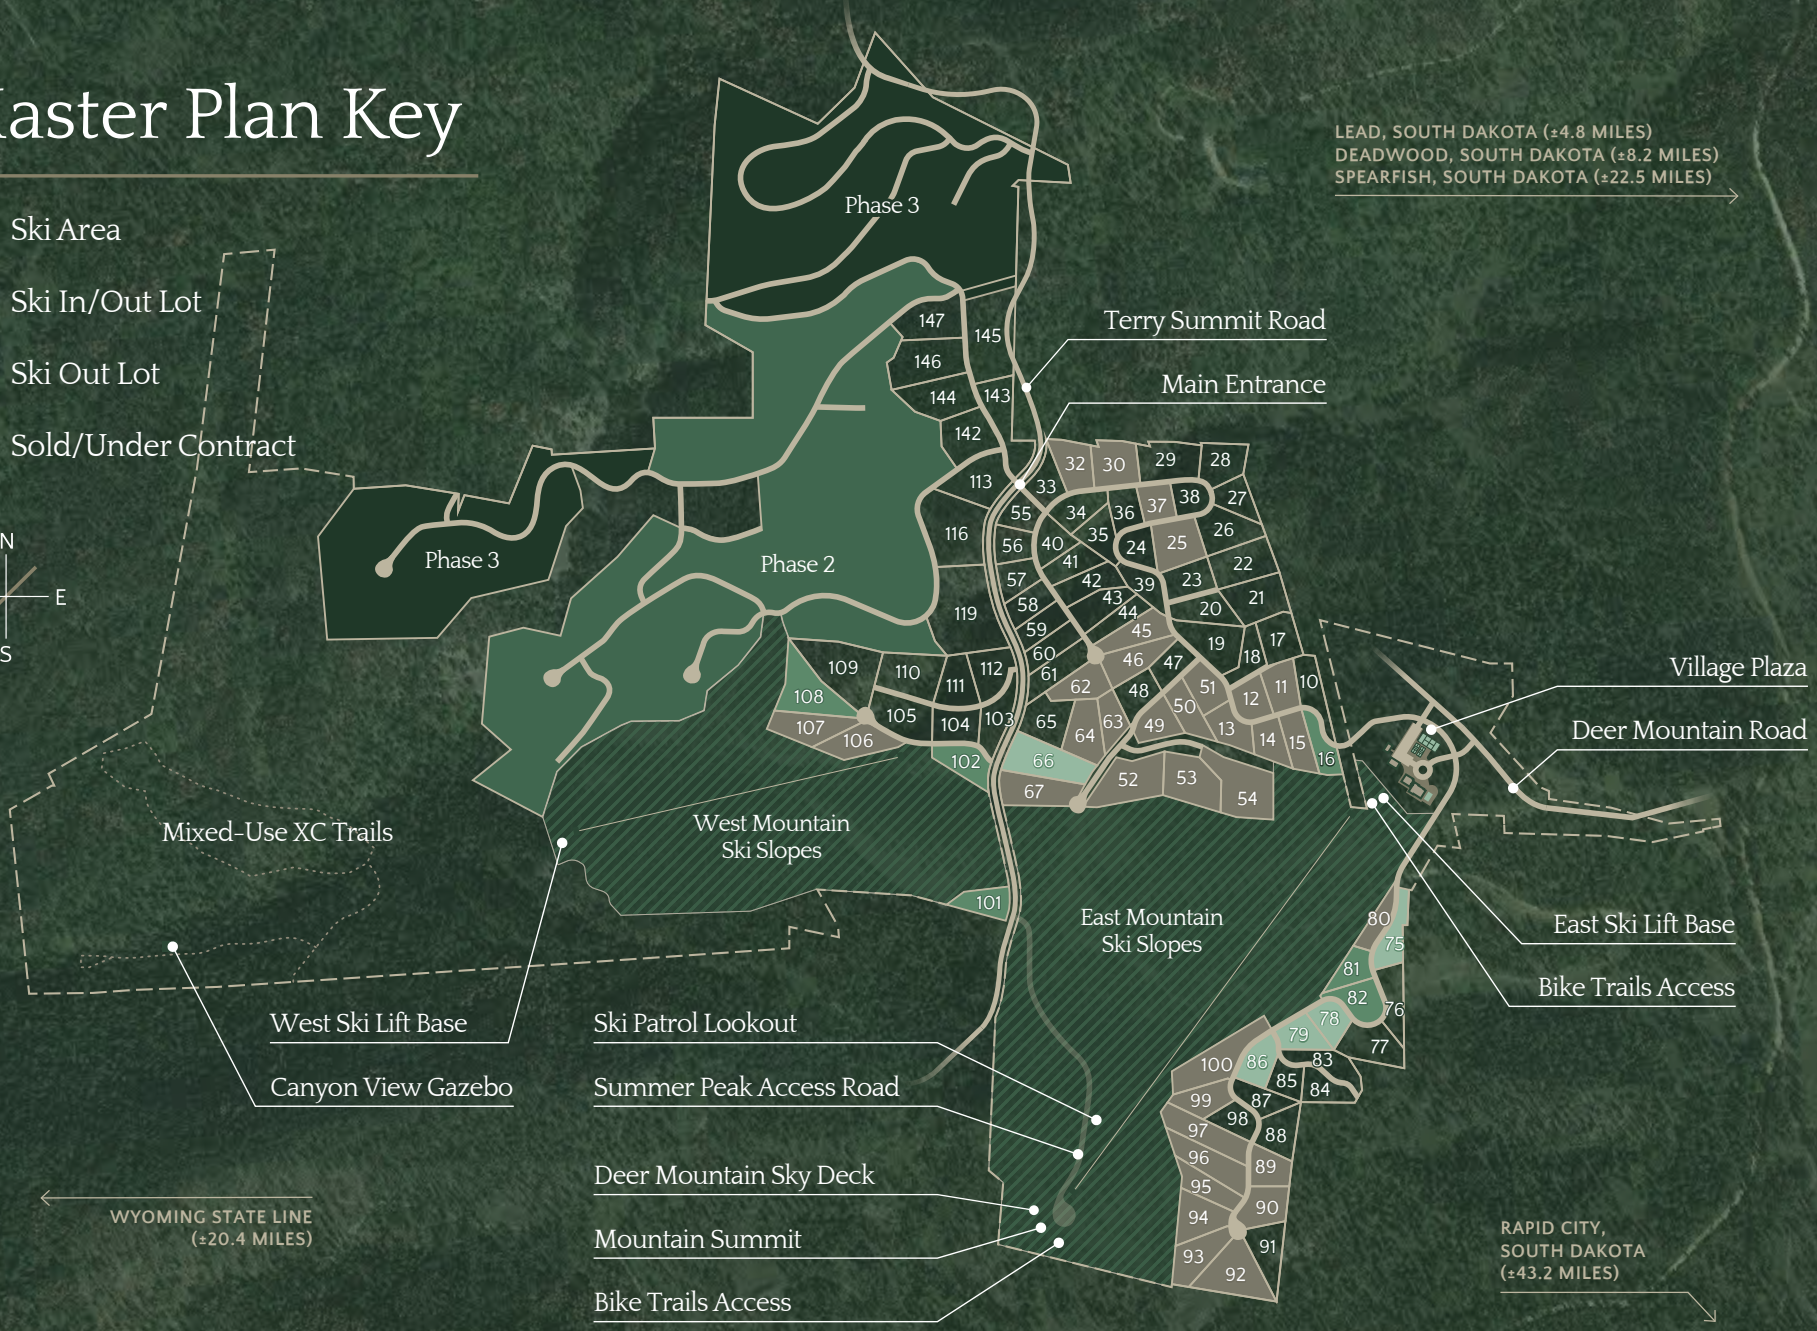 aster Plan Key
Ski Area
Ski In/Out Lot
Ski Out Lot
Sold/Under Contract
N
E
S
LEAD, SOUTH DAKOTA (±4.8 MILES)
DEADWOOD, SOUTH DAKOTA (±8.2 MILES)
SPEARFISH, SOUTH DAKOTA (±22.5 MILES)
Phase 3
Terry Summit Road
Main Entrance
147
145
146
144
143
142
113
32
30
29
28
33
37
38
27
55
34
36
116
35
26
56
40
24
25
41
22
Phase 3
Phase 2
57
42
39
23
43
21
58
44
20
119
59
45
19
17
60
46
47
18
61
109
110
111
112
62
48
51
12
11
10
108
105
104
103
65
63
49
50
13
107
106
64
14
15
16
102
66
52
53
67
54
Village Plaza
Deer Mountain Road
Mixed-Use XC Trails
West Mountain
Ski Slopes
101
East Mountain
Ski Slopes
80
75
81
82
76
78
79
77
East Ski Lift Base
Bike Trails Access
West Ski Lift Base
Canyon View Gazebo
Ski Patrol Lookout
Summer Peak Access Road
Deer Mountain Sky Deck
Mountain Summit
Bike Trails Access
100
86
83
85
84
99
87
98
97
88
96
89
95
94
90
93
91
92
WYOMING STATE LINE
(±20.4 MILES)
RAPID CITY,
SOUTH DAKOTA
(±43.2 MILES)